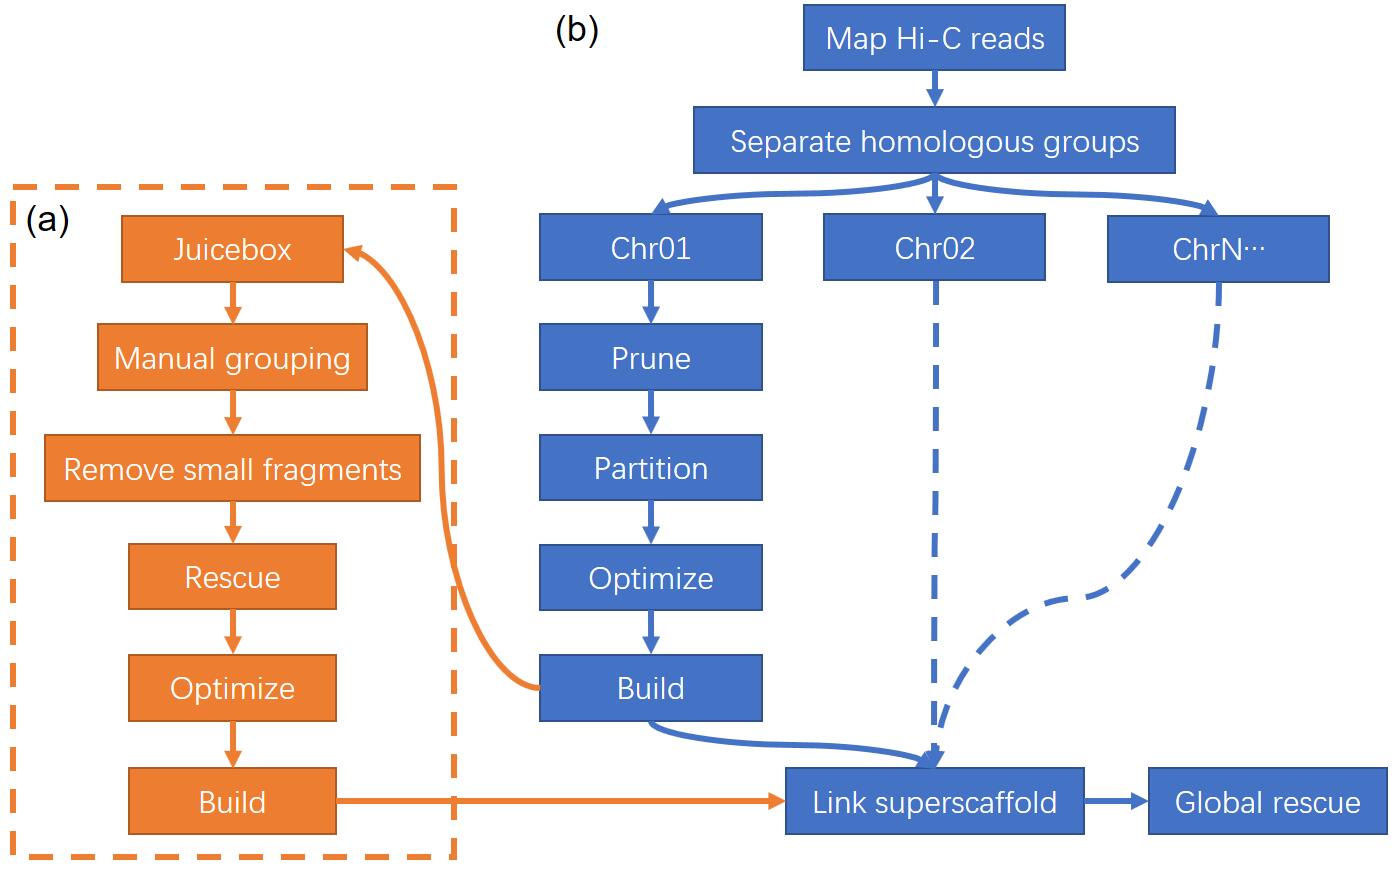 (a)
Juicebox
Manual grouping
Remove small fragments
Rescue
Optimize
Build
(b)
Map Hi-C reads
Separate homologous groups
Chr01
Chr02
ChrN···
Prune
Partition
Optimize
Build
Link superscaffold
Global rescue